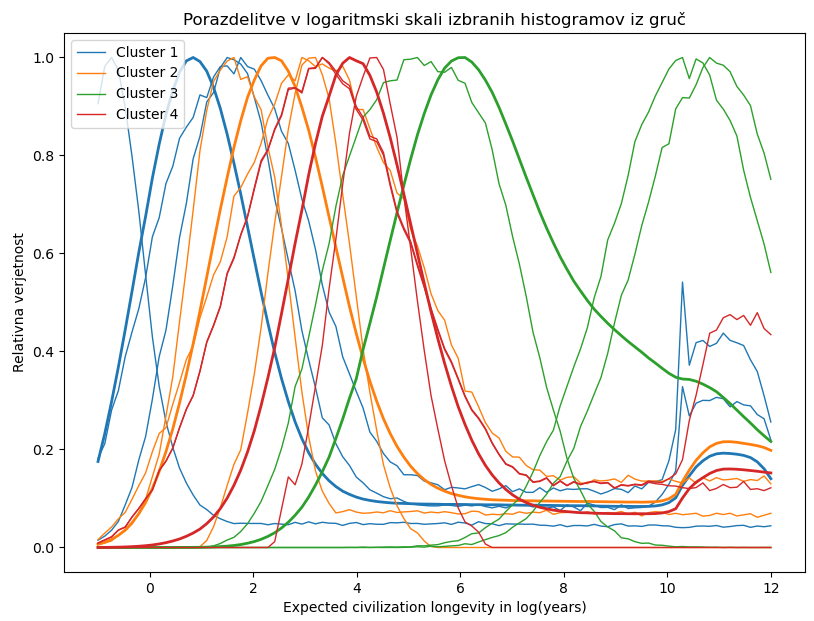 Porazdelitve v logaritmski skali izbranih histogramov iz gruč
Relativna verjetnost
1.0
0.8
0.6
0.4
0.2
0.0
Cluster 1
Cluster 2
Cluster 3
Cluster 4
0 2 4 6 8 10 12
Expected civilization longevity in log(years)